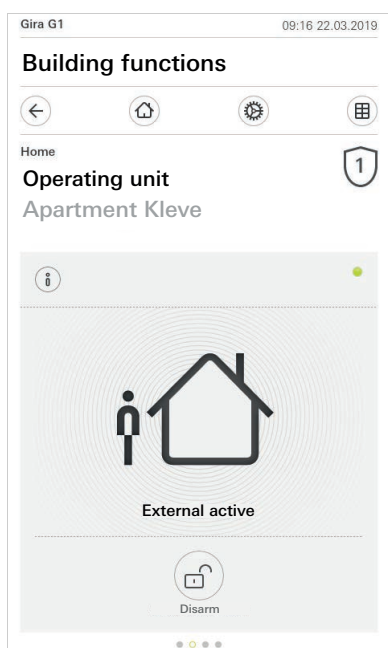 Gira G1 09:16 22.03.2019
Building functions
Home
1
Operating unit
Apartment Kleve
External active
Disarm